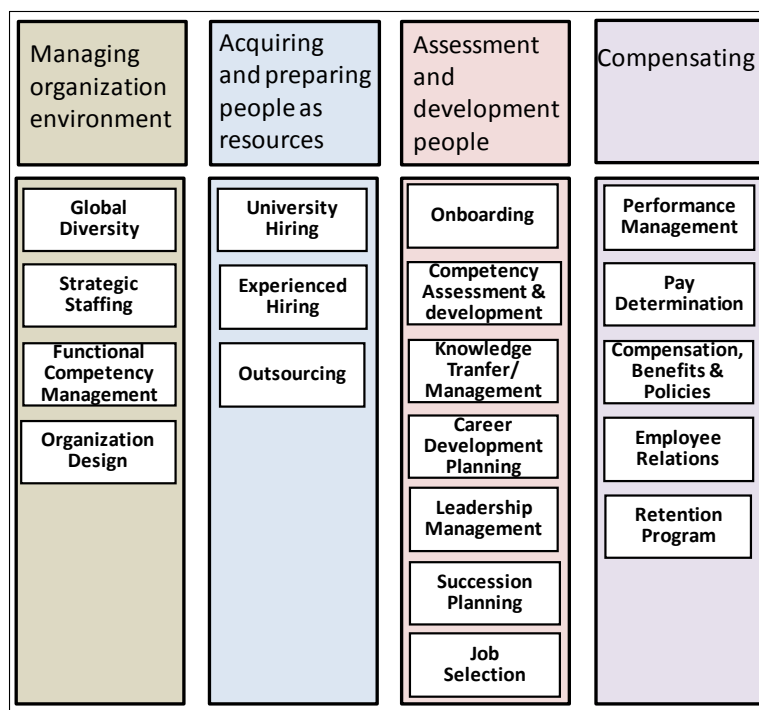 Managing
organization
environment
Global
Diversity
Strategic
Staffing
Functional
Competency
Management
Organization
Design
Acquiring
and preparing
people as
resources
University
Hiring
Experienced
Hiring
Outsourcing
Assessment
and
development
people
Onboarding
Competency
Assessment &
development
Knowledge
Tranfer/
Management
Career
Development
Planning
Leadership
Management
Succession
Planning
Job
Selection
Compensating
Performance
Management
Pay
Determination
Compensation,
Benefits &
Policies
Employee
Relations
Retention
Program